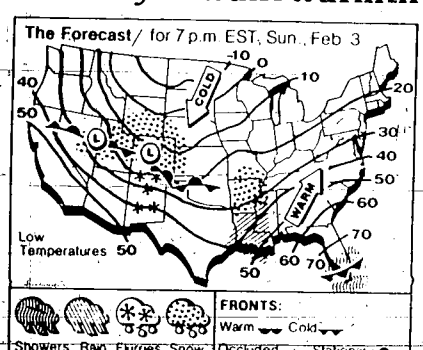 The Forecast/ for 7 p.m. EST, Sun., Feb 3
-10
0
10
20
30
40
50
60
70
40
50
COLD
L
L
WARM
Low
Temperatures
50
50
60
70
FRONTS:
Warm Cold
Showers Rain Flurries Snow Occluded